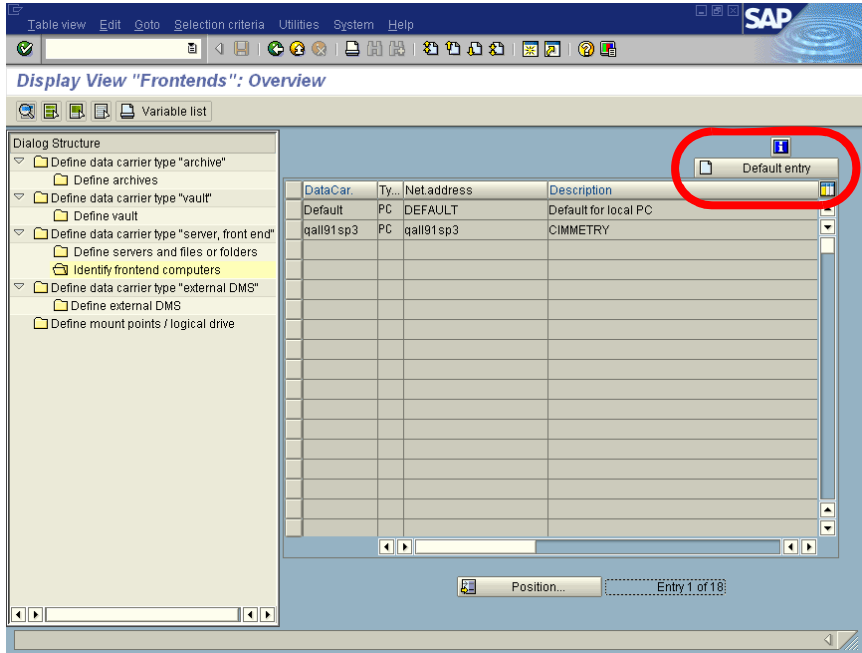 Table view Edit Goto Selection criteria Utilities System Help
SAP
Display View "Frontends": Overview
Variable list
Dialog Structure
Define data carrier type "archive"
Define archives
Define data carrier type "vault"
Define vault
Define data carrier type "server, front end"
Define servers and files or folders
Identify frontend computers
Define data carrier type "external DMS"
Define external DMS
Define mount points / logical drive
Default entry
DataCar. Ty... Net.address Description
Default PC DEFAULT Default for local PC
qall91sp3 PC qall91sp3 CIMMETRY
Position... Entry 1 of 18